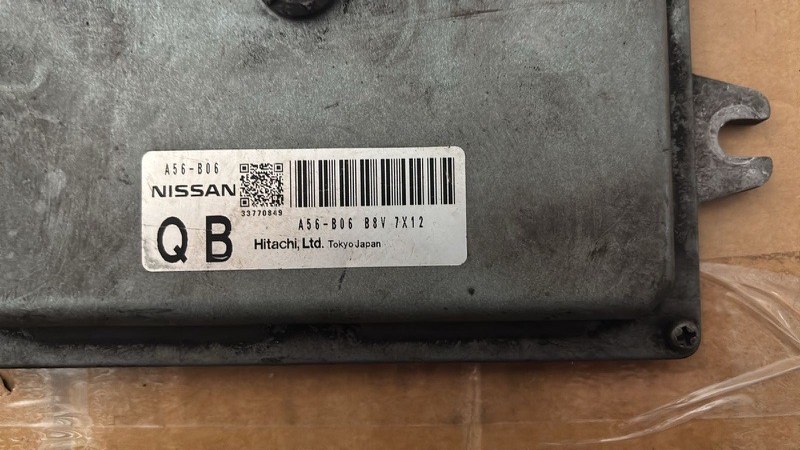 A56-B06
NISSAN
33770849
A56-B06 B8V 7X12
QB
Hitachi, Ltd. Tokyo Japan